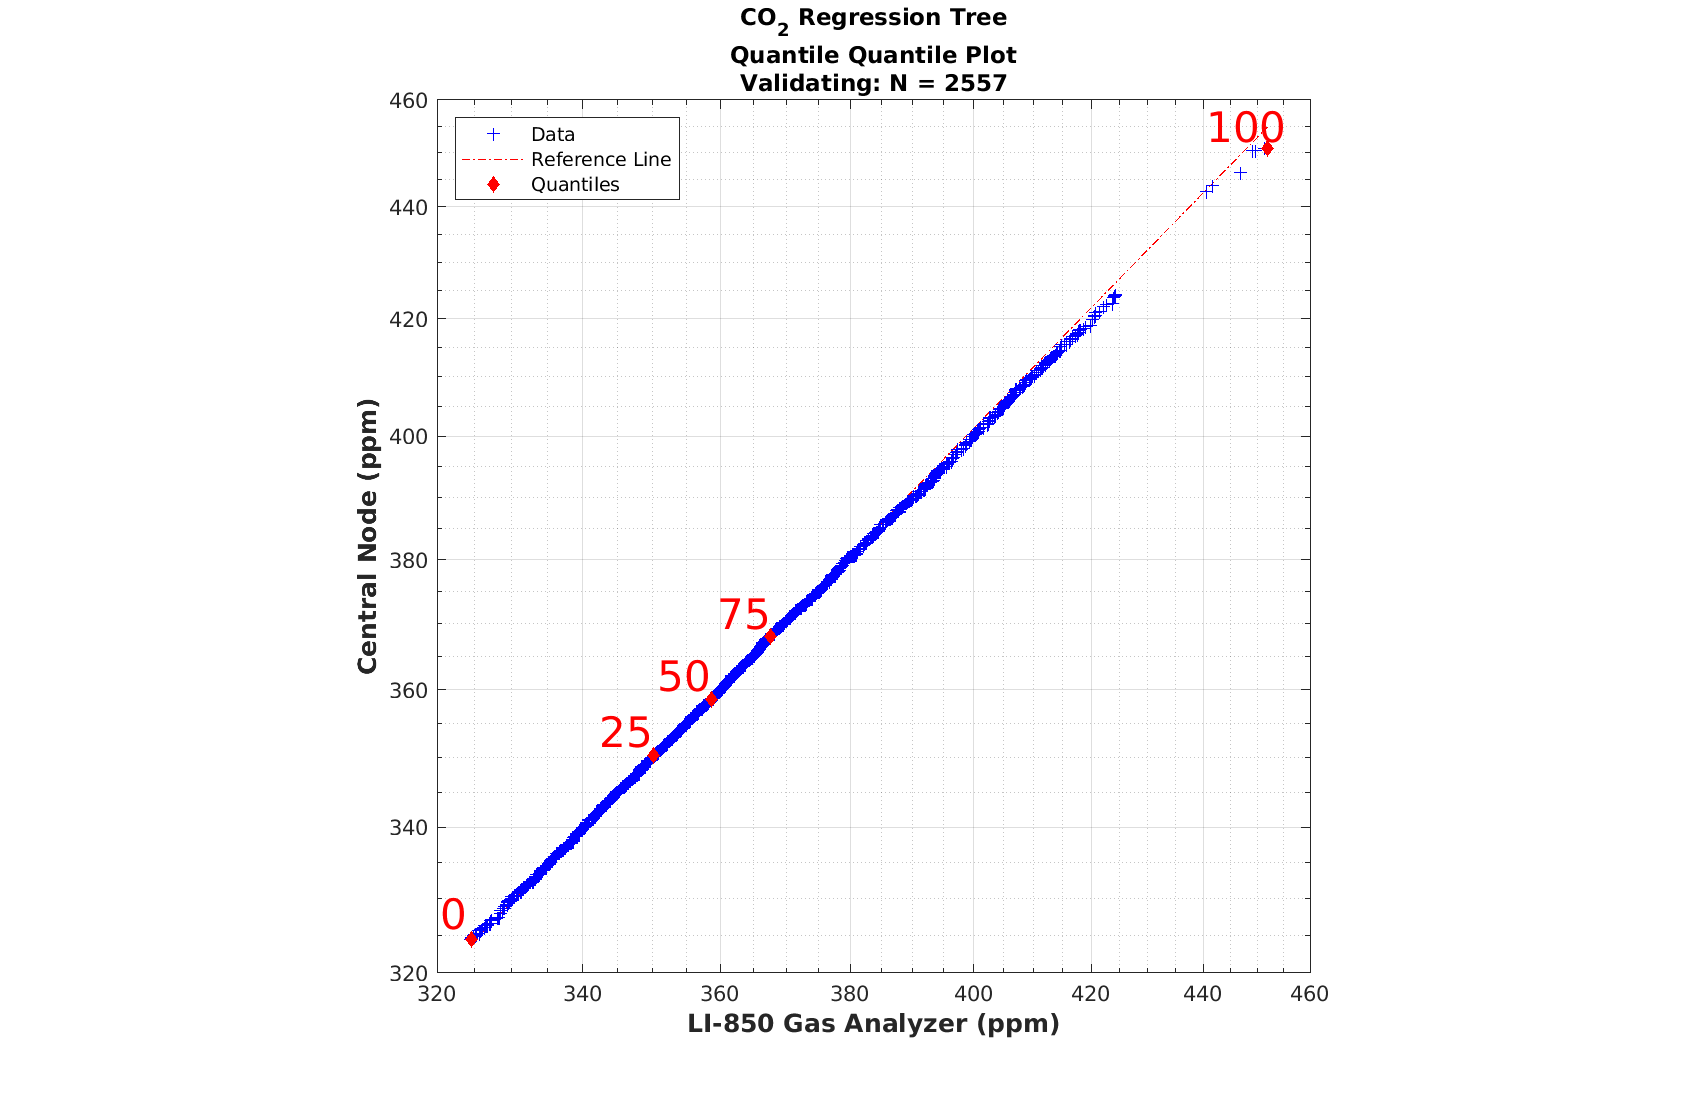 CO2 Regression Tree
Quantile Quantile Plot
Validating: N = 2557
Data
Reference Line
Quantiles
100
75
50
25
0
460
440
420
400
380
360
340
320
Central Node (ppm)
320 340 360 380 400 420 440 460
LI-850 Gas Analyzer (ppm)